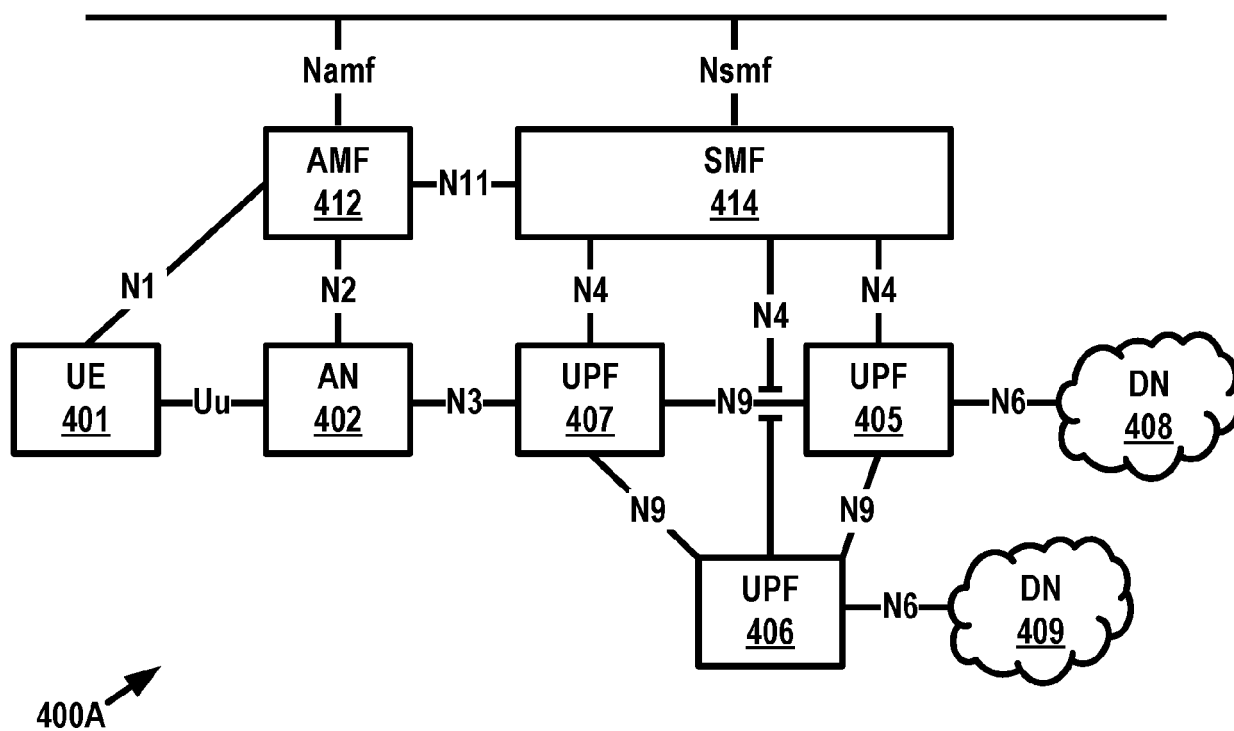 Namf
Nsmf
AMF
412
N11
SMF
414
N1
N2
N4
N4
N4
UE
401
Uu
AN
402
N3
UPF
407
N9
UPF
405
N6
DN
408
N9
N9
UPF
406
N6
DN
409
400A